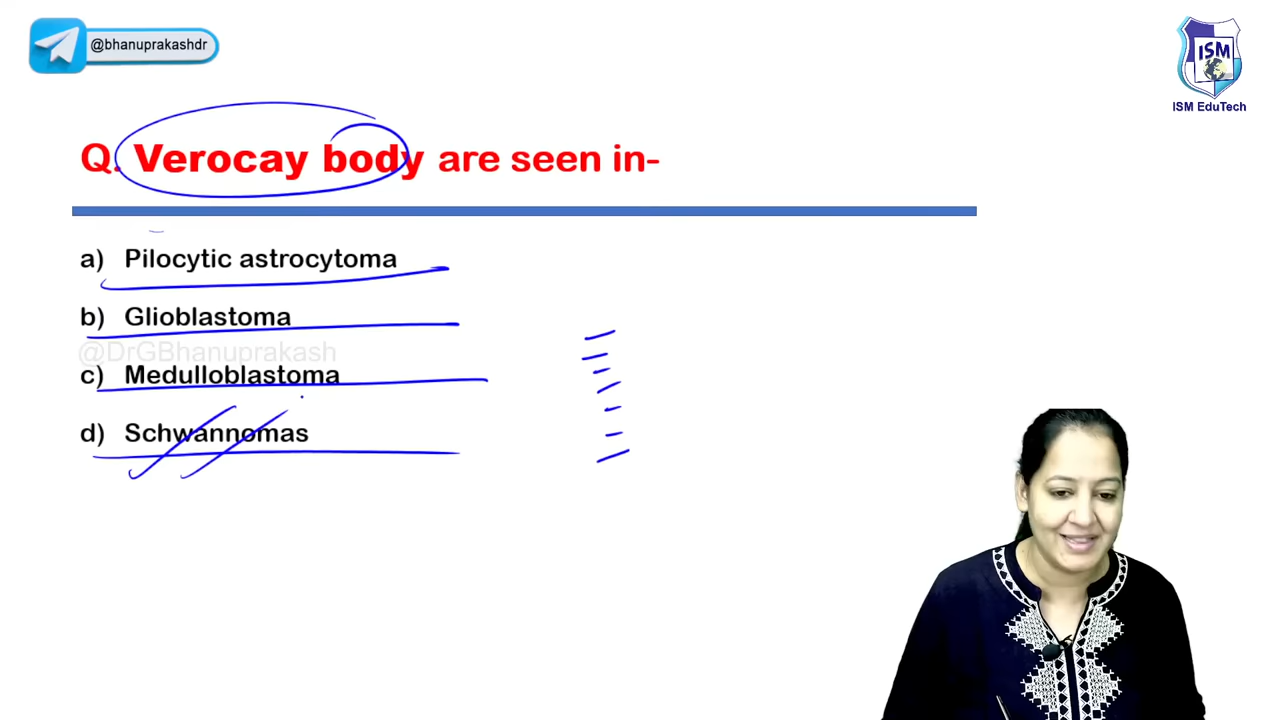 @bhanuprakashdr
ISM
ISM EduTech
Q. Verocay body are seen in-
a) Pilocytic astrocytoma
b) Glioblastoma
@DrGBhanuprakash
c) Medulloblastoma
d) Schwannomas